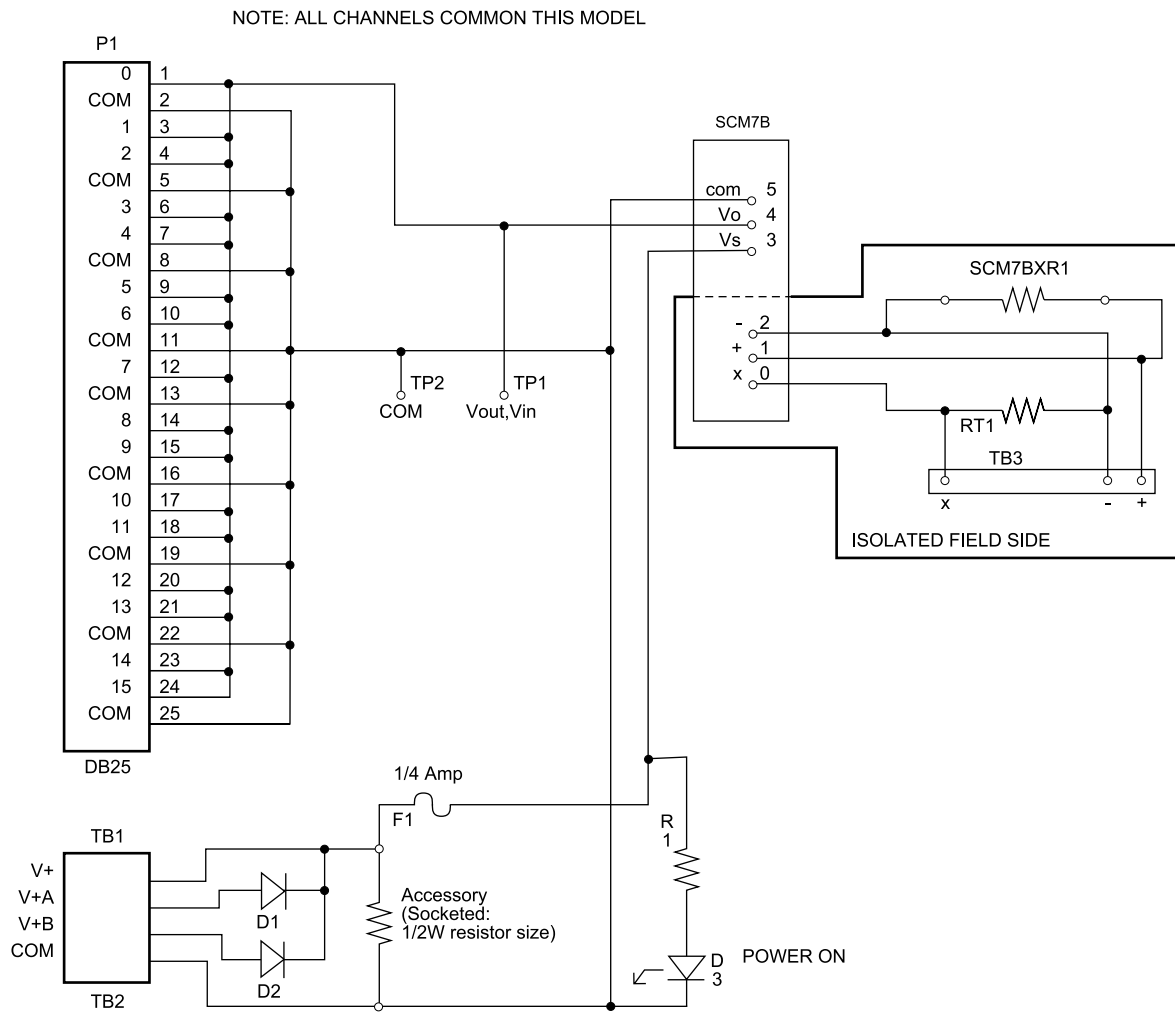 NOTE: ALL CHANNELS COMMON THIS MODEL
P1
0 1
COM 2
1 3
2 4
COM 5
3 6
4 7
COM 8
5 9
6 10
COM 11
7 12
COM 13
8 14
9 15
COM 16
10 17
11 18
COM 19
12 20
13 21
COM 22
14 23
15 24
COM 25
DB25
TP2
COM
TP1
Vout,Vin
SCM7B
com 5
Vo 4
Vs 3
- 2
+ 1
x 0
SCM7BXR1
RT1
TB3
x - +
ISOLATED FIELD SIDE
1/4 Amp
F1
TB1
V+
V+A
V+B
COM
TB2
D1
D2
Accessory
(Socketed:
1/2W resistor size)
R
1
D
3
POWER ON